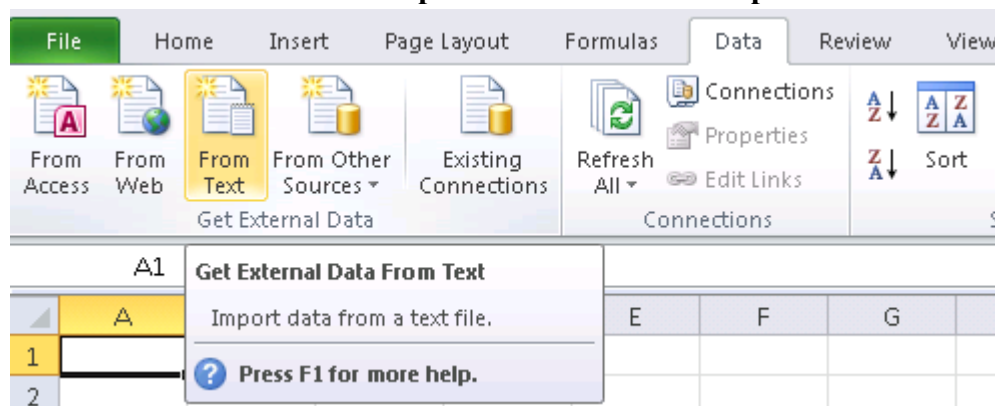 File Home Insert Page Layout Formulas Data Review View
From Access
From Web
From Text
From Other Sources
Existing Connections
Get External Data
Refresh All
Connections
Properties
Edit Links
Connections
A Z
Z A
A Z
Z A
Sort
A1
Get External Data From Text
Import data from a text file.
? Press F1 for more help.
A E F G
1
2